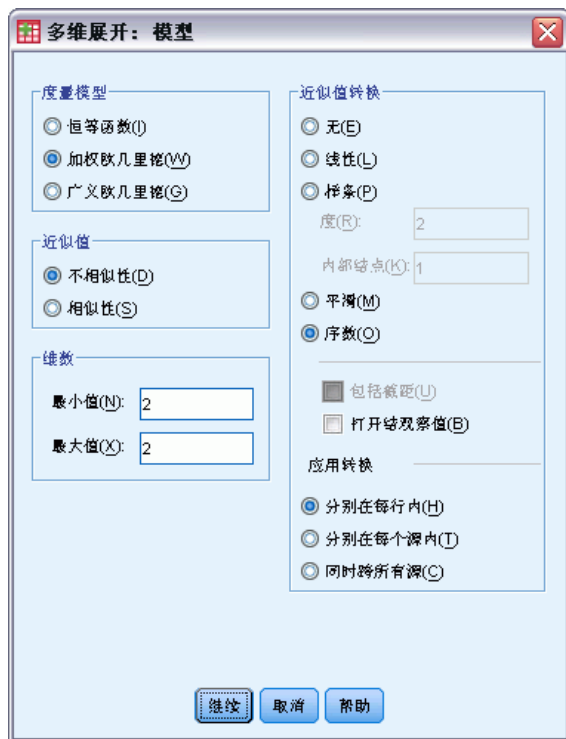 多维展开：模型
度量模型
恒等函数(I)
加权欧几里德(W)
广义欧几里德(G)
近似值
不相似性(D)
相似性(S)
维数
最小值(N): 2
最大值(X): 2
近似值转换
无(E)
线性(L)
样条(P)
度(R): 2
内部结点(K): 1
平滑(M)
序数(O)
包括截距(U)
打开结观察值(B)
应用转换
分别在每行内(H)
分别在每个源内(T)
同时跨所有源(C)
继续
取消
帮助